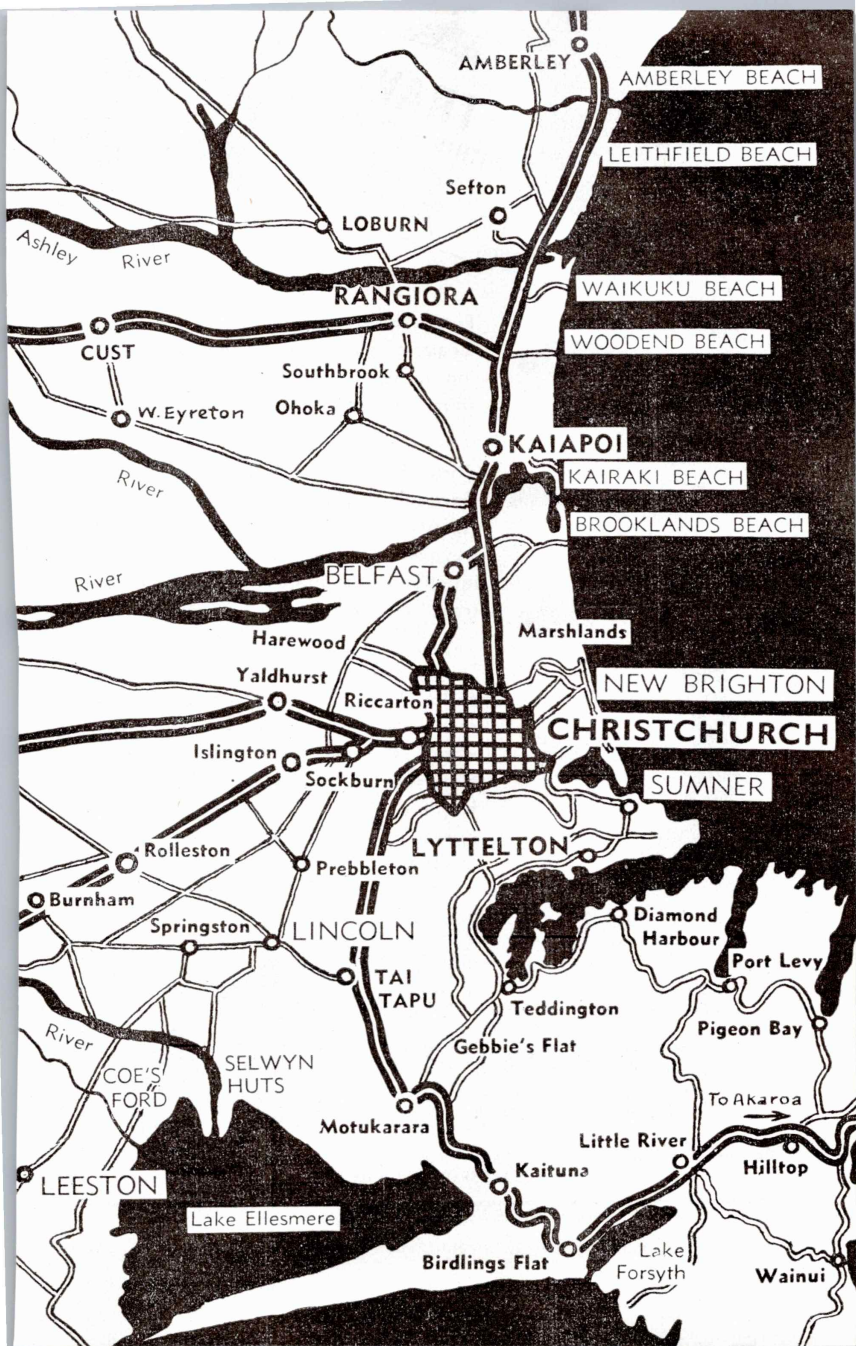 AMBERLEY
AMBERLEY BEACH
LEITHFIELD BEACH
Sefton
LOBURN
Ashley River
WAIKUKU BEACH
RANGIORA
WOODEND BEACH
CUST
Southbrook
Ohoka
W. Eyreton
KAIAPOI
KAIRAKI BEACH
River
BROOKLANDS BEACH
BELFAST
River
Harewood
Marshlands
Yaldhurst
NEW BRIGHTON
Riccarton
CHRISTCHURCH
Islington
Sockburn
SUMNER
LYTTELTON
Rolleston
Prebbleton
Burnham
Springston
LINCOLN
Diamond
Harbour
Port Levy
TAI
TAPU
Teddington
Pigeon Bay
River
Gebbie's Flat
COE'S
FORD
SELWYN
HUTS
To Akaroa
Motukarara
Little River
Hilltop
Kaituna
LEESTON
Lake Ellesmere
Birdlings Flat
Lake
Forsyth
Wainui